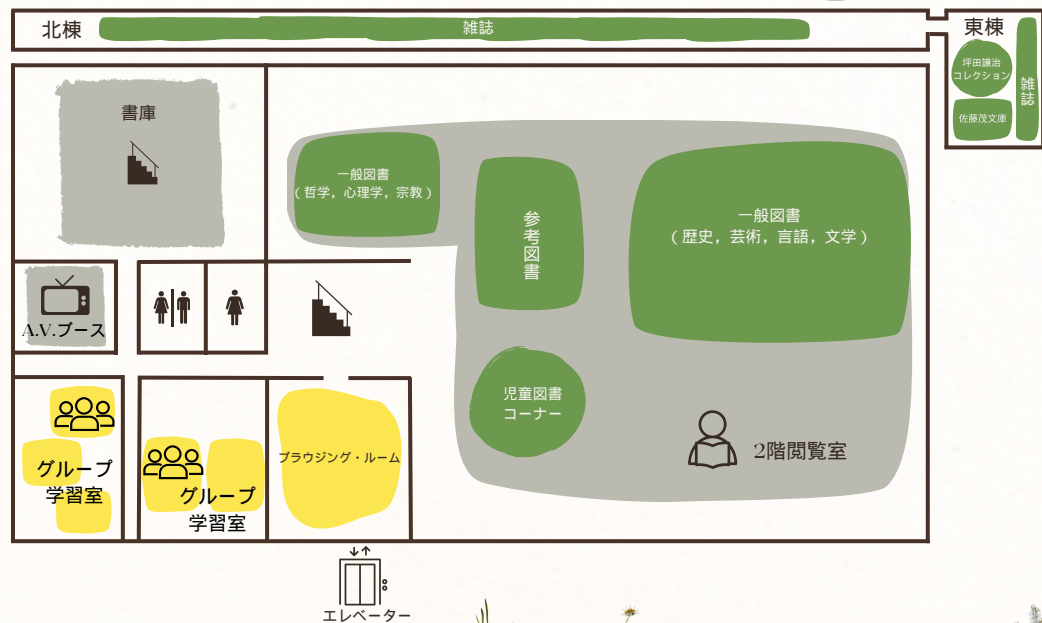 北棟
雑誌
東棟
坪田譲治
コレクション
雑誌
佐藤茂文庫
書庫
一般図書
(哲学，心理学，宗教)
参考図書
一般図書
(歴史，芸術，言語，文学)
A.V.ブース
児童図書
コーナー
2階閲覧室
グループ
学習室
グループ
学習室
ブラウジング・ルーム
エレベーター